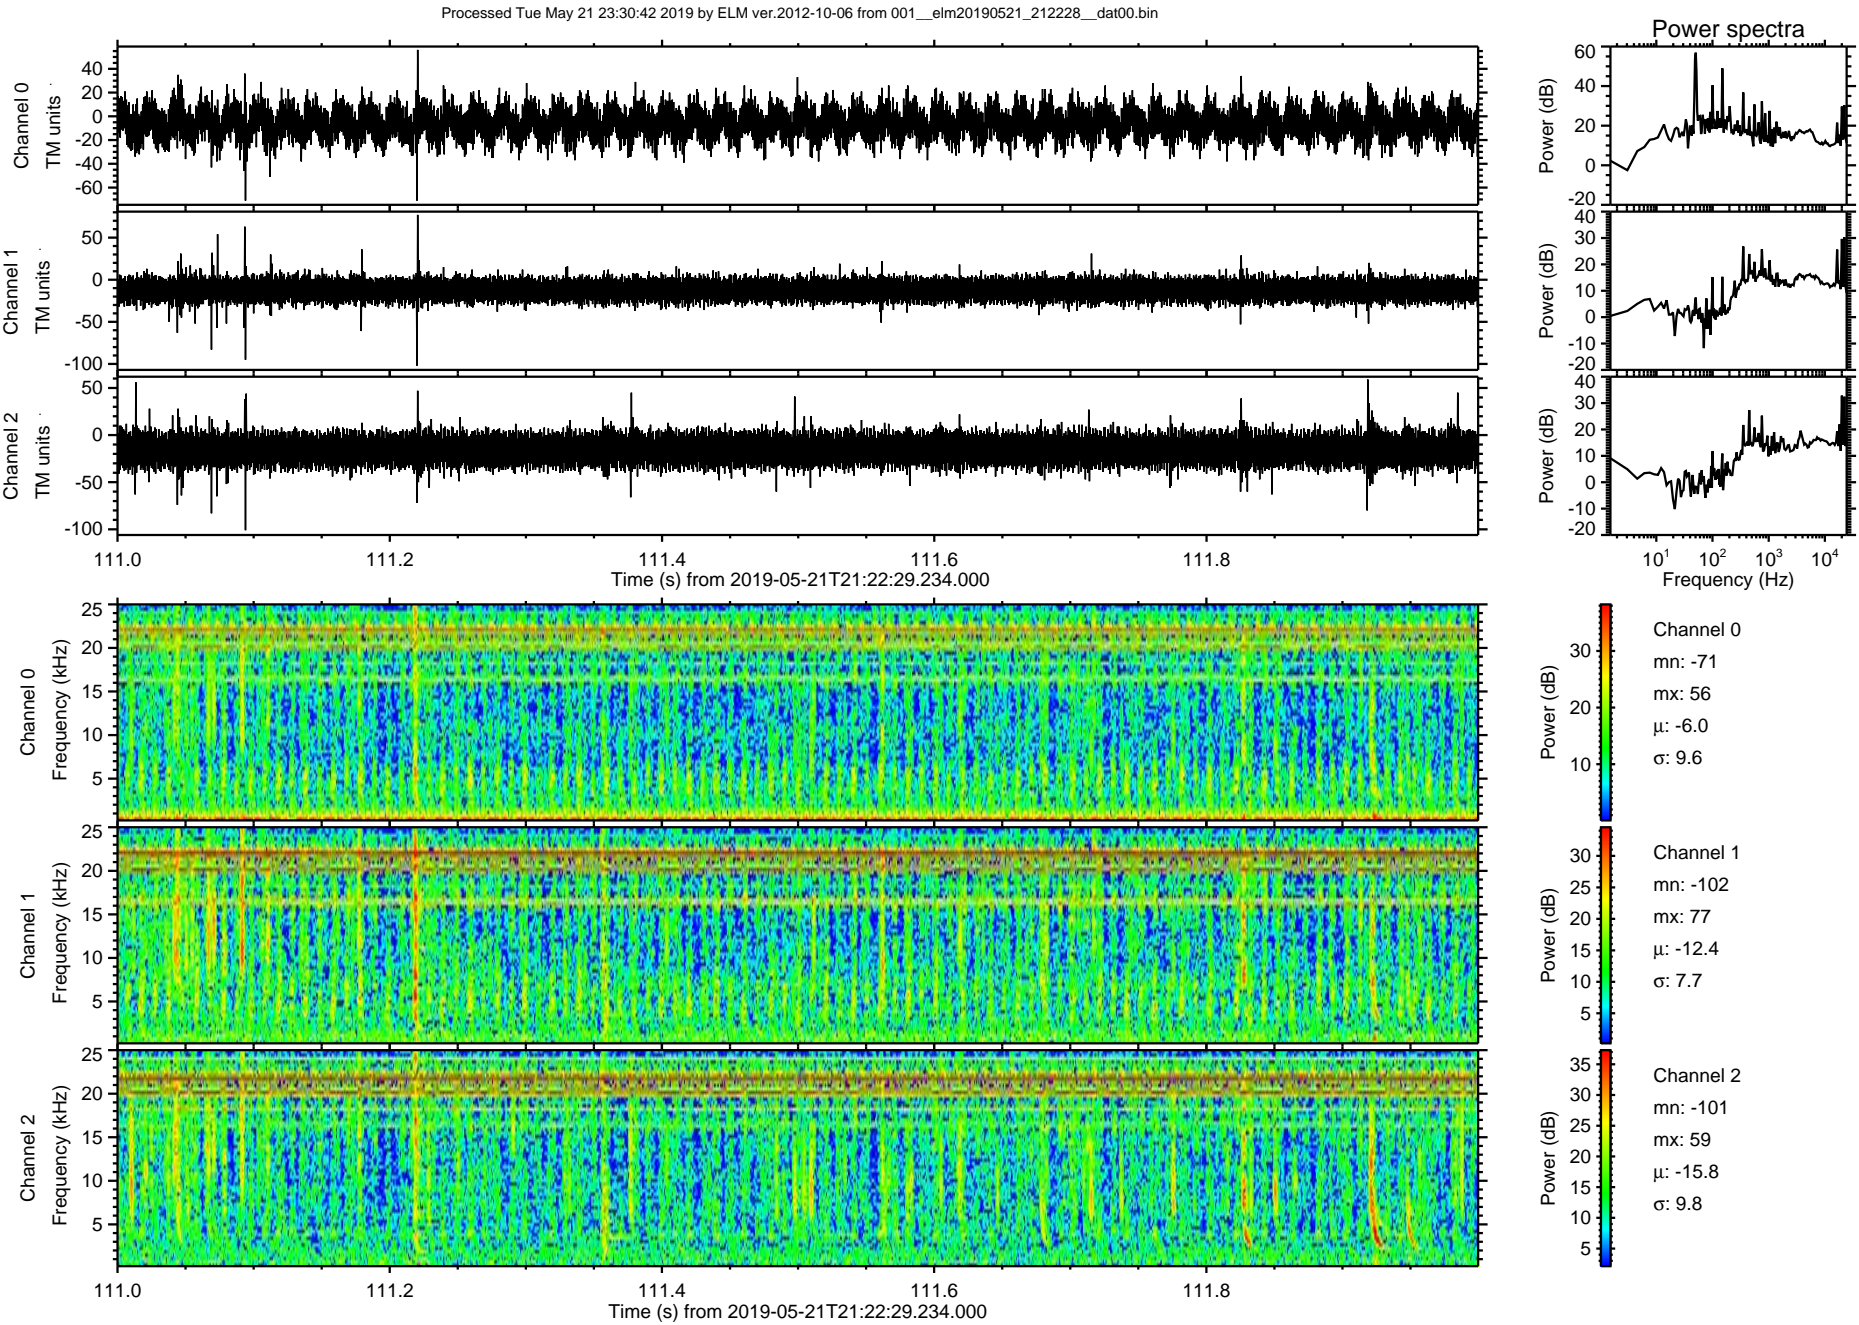 Processed Tue May 21 23:30:42 2019 by ELM ver.2012-10-06 from 001__elm20190521_212228__dat00.bin
Power spectra
Channel 0
TM units
40
20
0
-20
-40
-60
Power (dB)
60
40
20
0
-20
Channel 1
TM units
50
0
-50
-100
Power (dB)
40
30
20
10
0
-10
-20
Channel 2
TM units
50
0
-50
-100
Power (dB)
40
30
20
10
0
-10
-20
111.0 111.2 111.4 111.6 111.8
Time (s) from 2019-05-21T21:22:29.234.000
10¹ 10² 10³ 10⁴
Frequency (Hz)
Channel 0
Frequency (kHz)
25
20
15
10
5
Power (dB)
30
20
10
Channel 0
mn: -71
mx: 56
µ: -6.0
σ: 9.6
Channel 1
Frequency (kHz)
25
20
15
10
5
Power (dB)
30
25
20
15
10
5
Channel 1
mn: -102
mx: 77
µ: -12.4
σ: 7.7
Channel 2
Frequency (kHz)
25
20
15
10
5
Power (dB)
35
30
25
20
15
10
5
Channel 2
mn: -101
mx: 59
µ: -15.8
σ: 9.8
111.0 111.2 111.4 111.6 111.8
Time (s) from 2019-05-21T21:22:29.234.000